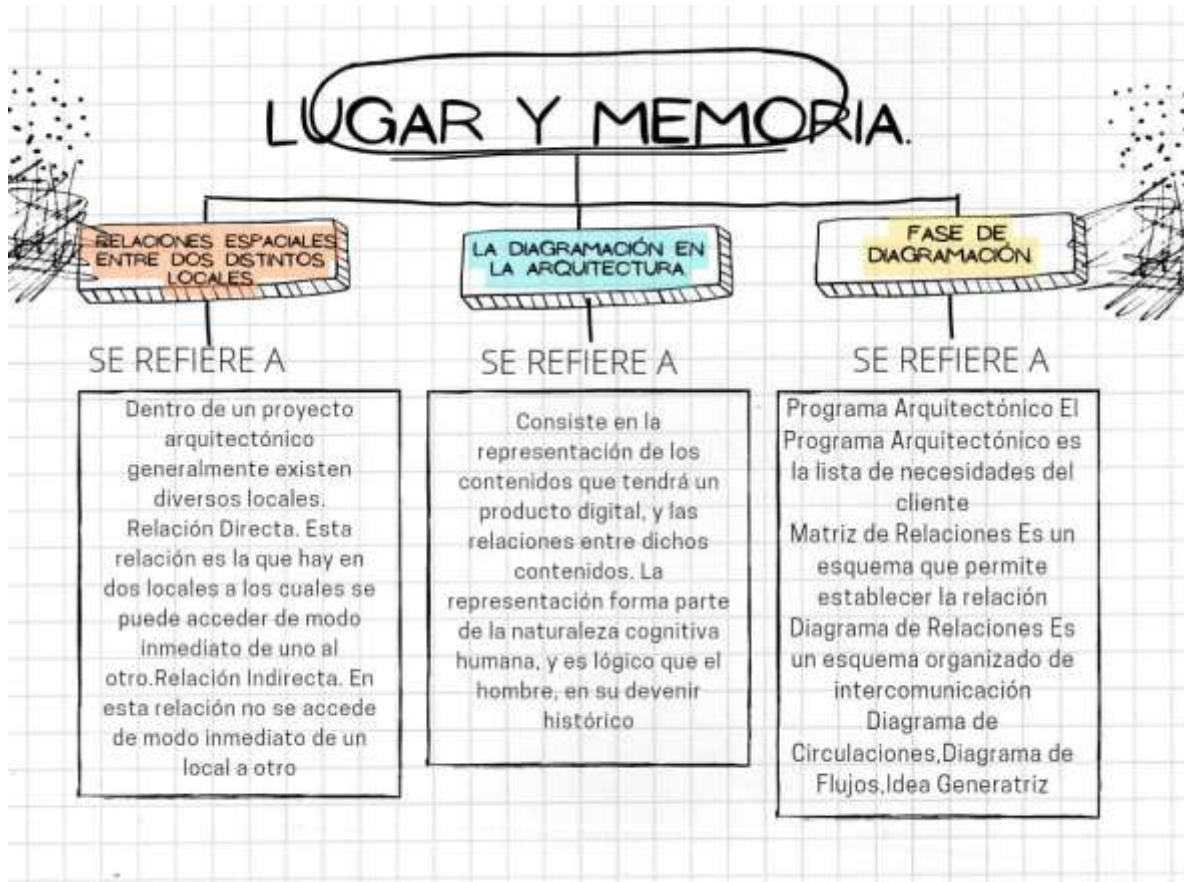 LUGAR Y MEMORIA.
RELACIONES ESPACIALES
ENTRE DOS DISTINTOS
LOCALES
SE REFIERE A
Dentro de un proyecto
arquitectónico
generalmente existen
diversos locales.
Relación Directa. Esta
relación es la que hay en
dos locales a los cuales se
puede acceder de modo
inmediato de uno al
otro.Relación Indirecta. En
esta relación no se accede
de modo inmediato de un
local a otro
LA DIAGRAMACIÓN EN
LA ARQUITECTURA
SE REFIERE A
Consiste en la
representación de los
contenidos que tendrá un
producto digital, y las
relaciones entre dichos
contenidos. La
representación forma parte
de la naturaleza cognitiva
humana, y es lógico que el
hombre, en su devenir
histórico
FASE DE
DIAGRAMACIÓN
SE REFIERE A
Programa Arquitectónico El
Programa Arquitectónico es
la lista de necesidades del
cliente
Matriz de Relaciones Es un
esquema que permite
establecer la relación
Diagrama de Relaciones Es
un esquema organizado de
intercomunicación
Diagrama de
Circulaciones,Diagrama de
Flujos,Idea Generatriz